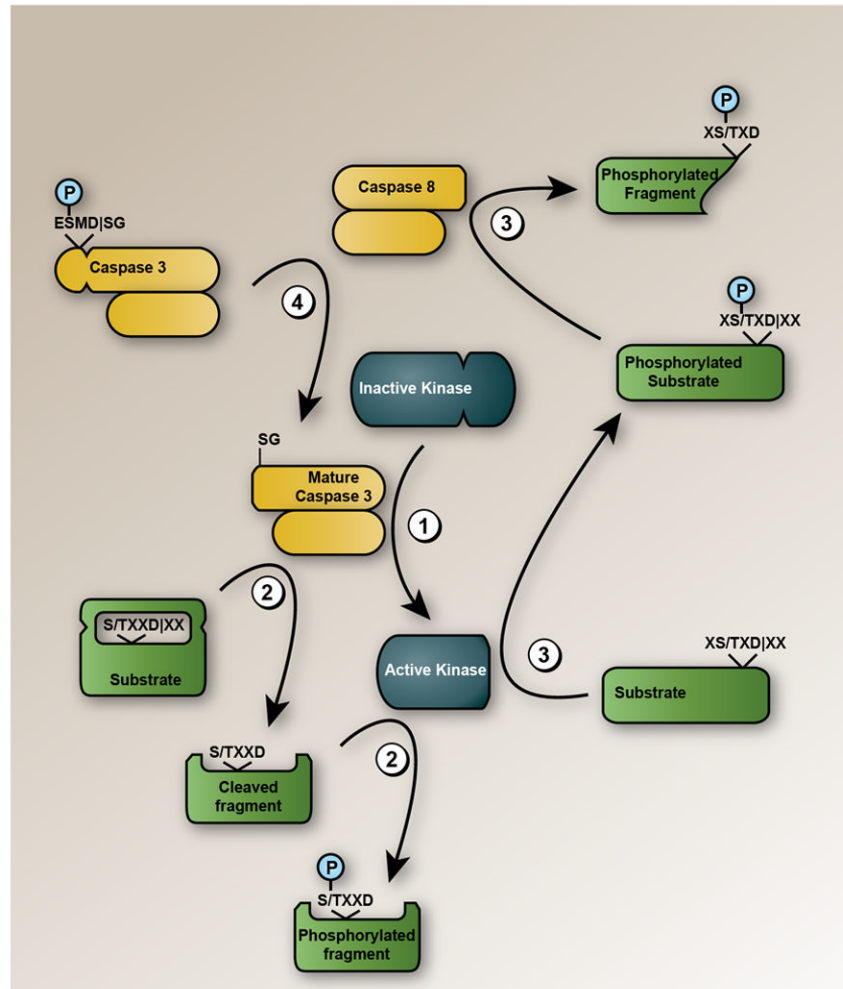 P
XS/TXD
Phosphorylated
Fragment
Caspase 8
3
P
ESMD|SG
Caspase 3
4
P
XS/TXD|XX
Phosphorylated
Substrate
Inactive Kinase
SG
Mature
Caspase 3
1
2
S/TXXD|XX
Substrate
Active Kinase
3
XS/TXD|XX
Substrate
S/TXXD
Cleaved
fragment
2
P
S/TXXD
Phosphorylated
fragment